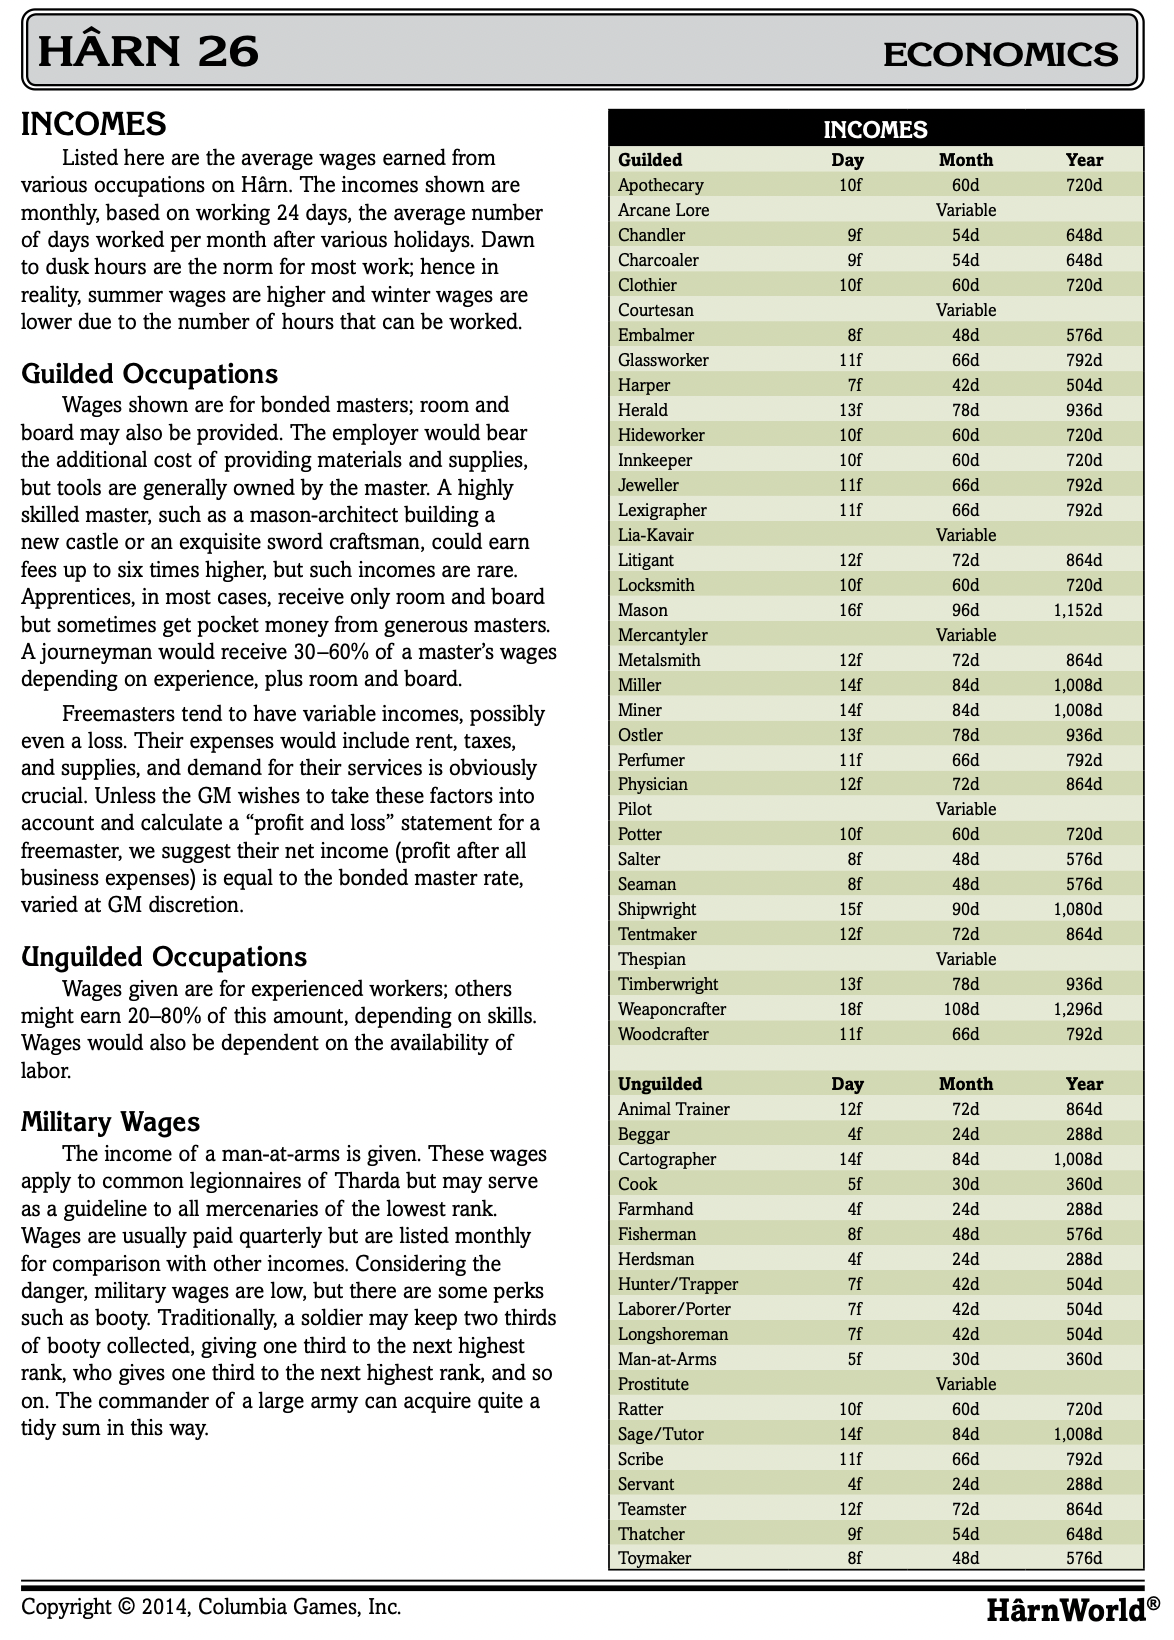 HÂRN 26
ECONOMICS
INCOMES
Listed here are the average wages earned from
various occupations on Hârn. The incomes shown are
monthly, based on working 24 days, the average number
of days worked per month after various holidays. Dawn
to dusk hours are the norm for most work; hence in
reality, summer wages are higher and winter wages are
lower due to the number of hours that can be worked.
Guilded Occupations
Wages shown are for bonded masters; room and
board may also be provided. The employer would bear
the additional cost of providing materials and supplies,
but tools are generally owned by the master. A highly
skilled master, such as a mason-architect building a
new castle or an exquisite sword craftsman, could earn
fees up to six times higher, but such incomes are rare.
Apprentices, in most cases, receive only room and board
but sometimes get pocket money from generous masters.
A journeyman would receive 30–60% of a master's wages
depending on experience, plus room and board.
Freemasters tend to have variable incomes, possibly
even a loss. Their expenses would include rent, taxes,
and supplies, and demand for their services is obviously
crucial. Unless the GM wishes to take these factors into
account and calculate a “profit and loss” statement for a
freemaster, we suggest their net income (profit after all
business expenses) is equal to the bonded master rate,
varied at GM discretion.
Unguilded Occupations
Wages given are for experienced workers; others
might earn 20–80% of this amount, depending on skills.
Wages would also be dependent on the availability of
labor.
Military Wages
The income of a man-at-arms is given. These wages
apply to common legionnaires of Tharda but may serve
as a guideline to all mercenaries of the lowest rank.
Wages are usually paid quarterly but are listed monthly
for comparison with other incomes. Considering the
danger, military wages are low, but there are some perks
such as booty. Traditionally, a soldier may keep two thirds
of booty collected, giving one third to the next highest
rank, who gives one third to the next highest rank, and so
on. The commander of a large army can acquire quite a
tidy sum in this way.
INCOMES
Guilded Day Month Year
Apothecary 10f 60d 720d
Arcane Lore Variable
Chandler 9f 54d 648d
Charcoaler 9f 54d 648d
Clothier 10f 60d 720d
Courtesan Variable
Embalmer 8f 48d 576d
Glassworker 11f 66d 792d
Harper 7f 42d 504d
Herald 13f 78d 936d
Hideworker 10f 60d 720d
Innkeeper 10f 60d 720d
Jeweller 11f 66d 792d
Lexigrapher 11f 66d 792d
Lia-Kavair Variable
Litigant 12f 72d 864d
Locksmith 10f 60d 720d
Mason 16f 96d 1,152d
Mercantyler Variable
Metalsmith 12f 72d 864d
Miller 14f 84d 1,008d
Miner 14f 84d 1,008d
Ostler 13f 78d 936d
Perfumer 11f 66d 792d
Physician 12f 72d 864d
Pilot Variable
Potter 10f 60d 720d
Salter 8f 48d 576d
Seaman 8f 48d 576d
Shipwright 15f 90d 1,080d
Tentmaker 12f 72d 864d
Thespian Variable
Timberwright 13f 78d 936d
Weaponcrafter 18f 108d 1,296d
Woodcrafter 11f 66d 792d
Unguilded Day Month Year
Animal Trainer 12f 72d 864d
Beggar 4f 24d 288d
Cartographer 14f 84d 1,008d
Cook 5f 30d 360d
Farmhand 4f 24d 288d
Fisherman 8f 48d 576d
Herdsman 4f 24d 288d
Hunter/Trapper 7f 42d 504d
Laborer/Porter 7f 42d 504d
Longshoreman 7f 42d 504d
Man-at-Arms 5f 30d 360d
Prostitute Variable
Ratter 10f 60d 720d
Sage/Tutor 14f 84d 1,008d
Scribe 11f 66d 792d
Servant 4f 24d 288d
Teamster 12f 72d 864d
Thatcher 9f 54d 648d
Toymaker 8f 48d 576d
Copyright © 2014, Columbia Games, Inc.
HârnWorld®